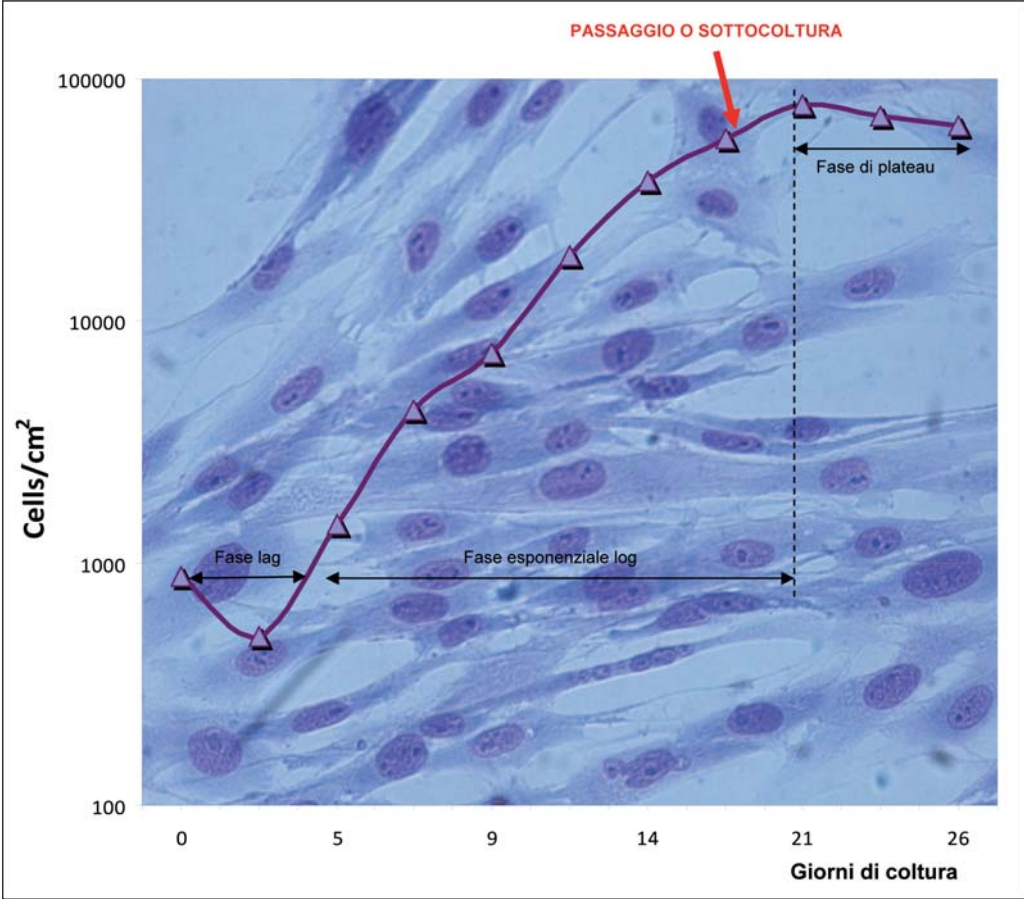 PASSAGGIO O SOTTOCOLTURA
100000
Fase di plateau
10000
Cells/cm²
1000
Fase lag
Fase esponenziale log
100
0 5 9 14 21 26
Giorni di coltura